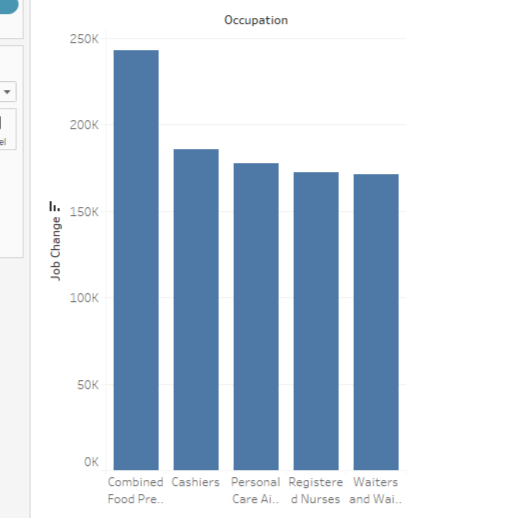 Occupation
250K
200K
150K
100K
50K
0K
Job Change
el
Combined Cashiers Personal Registere Waiters
Food Pre.. Care Ai.. d Nurses and Wai..